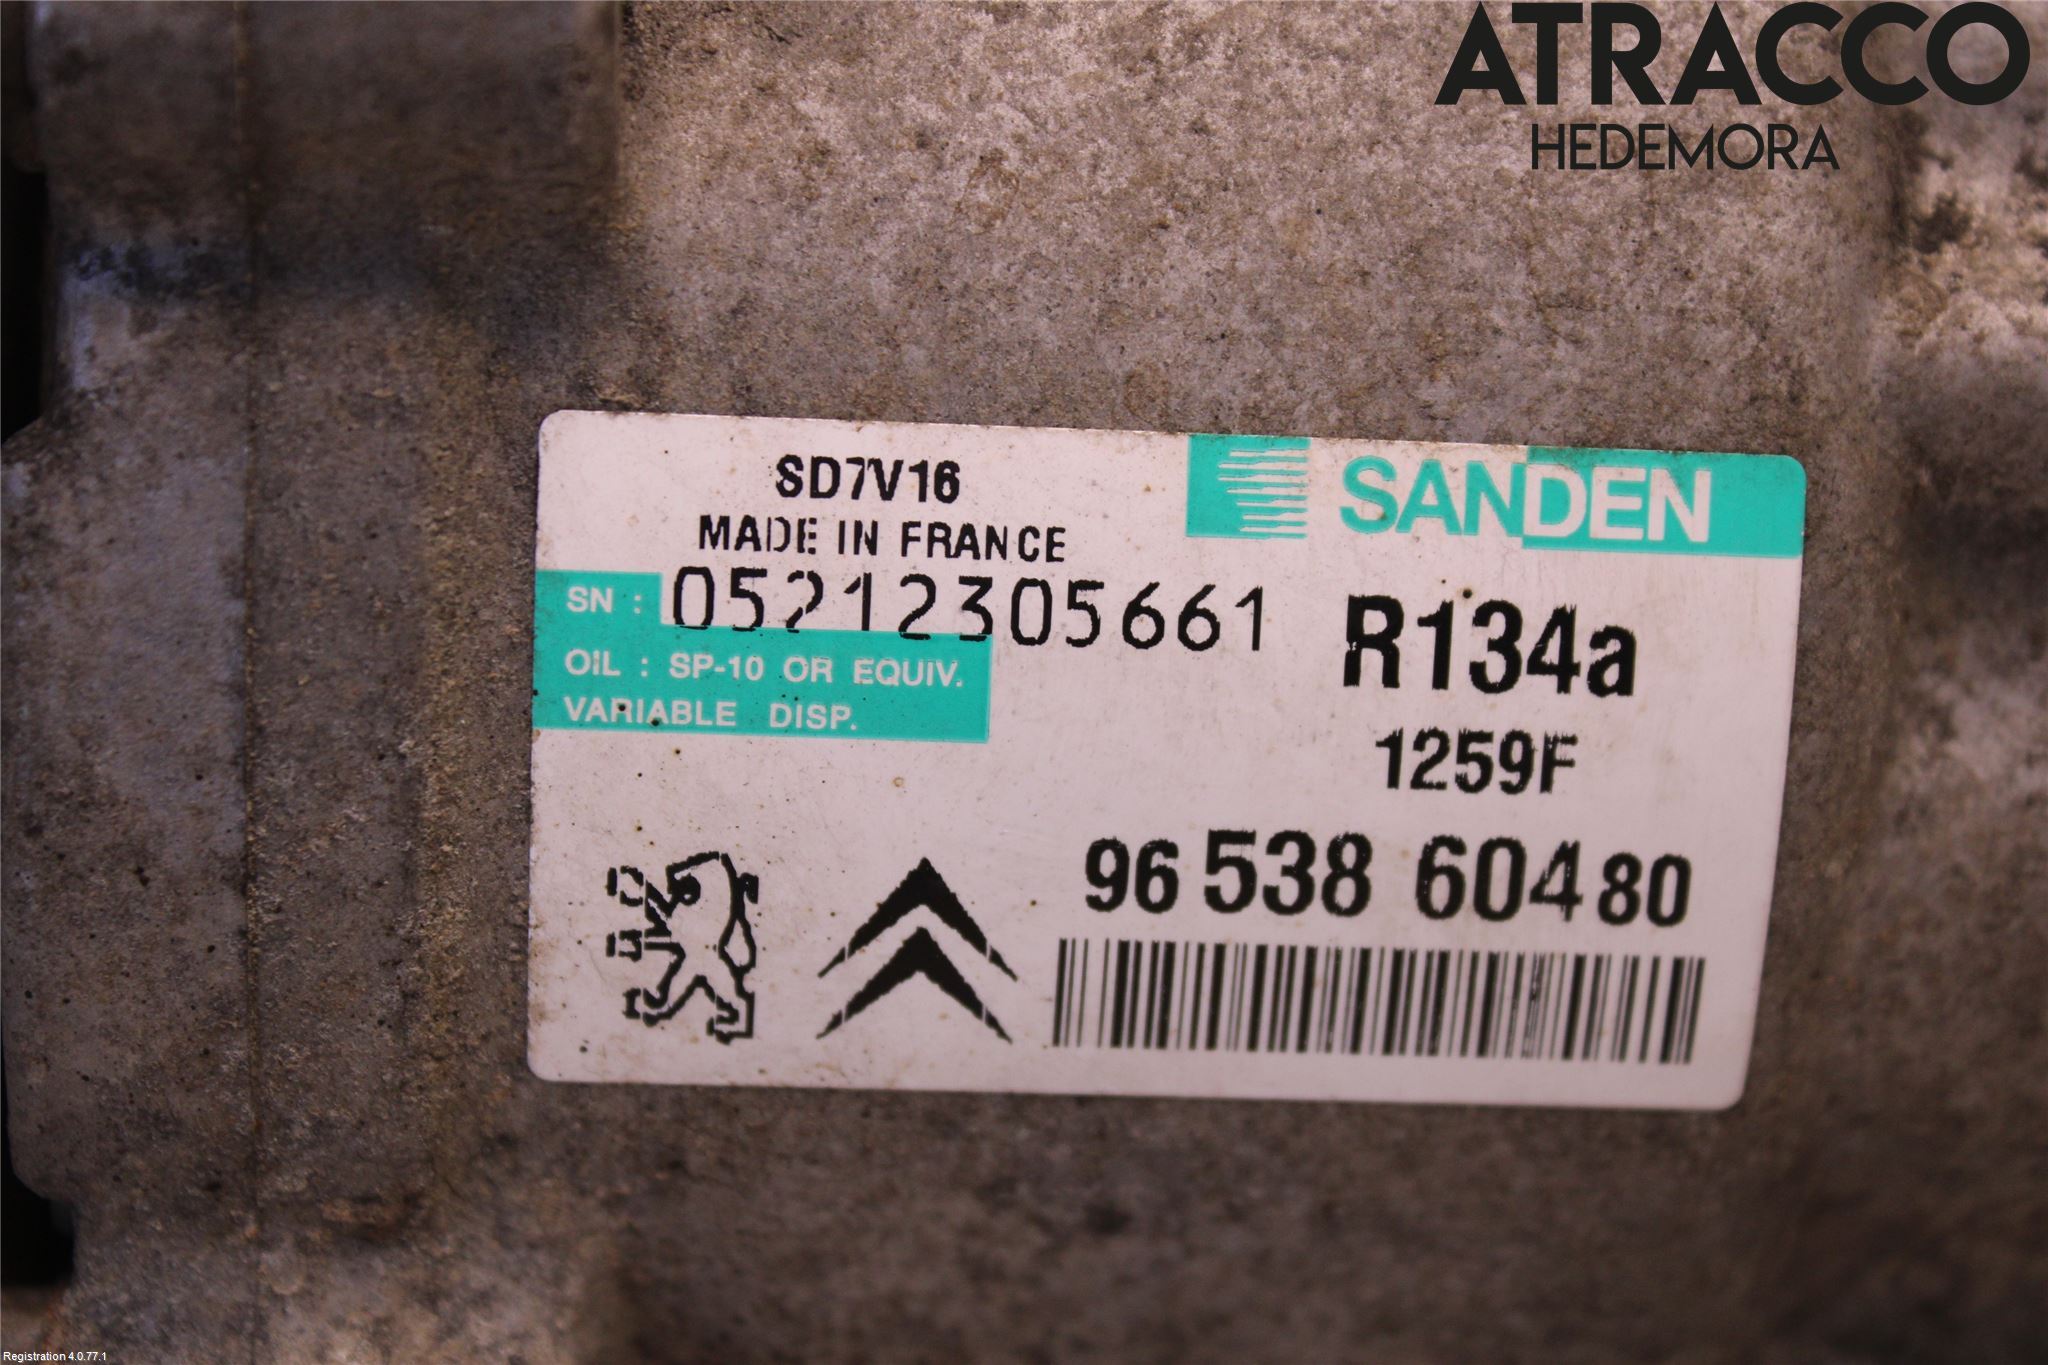 ATRACCO
HEDEMORA
SD7V16
MADE IN FRANCE
SANDEN
SN : 05212305661
R134a
OIL : SP-10 OR EQUIV.
VARIABLE DISP.
1259F
96 538 604 80
Registration 4.0.77.1